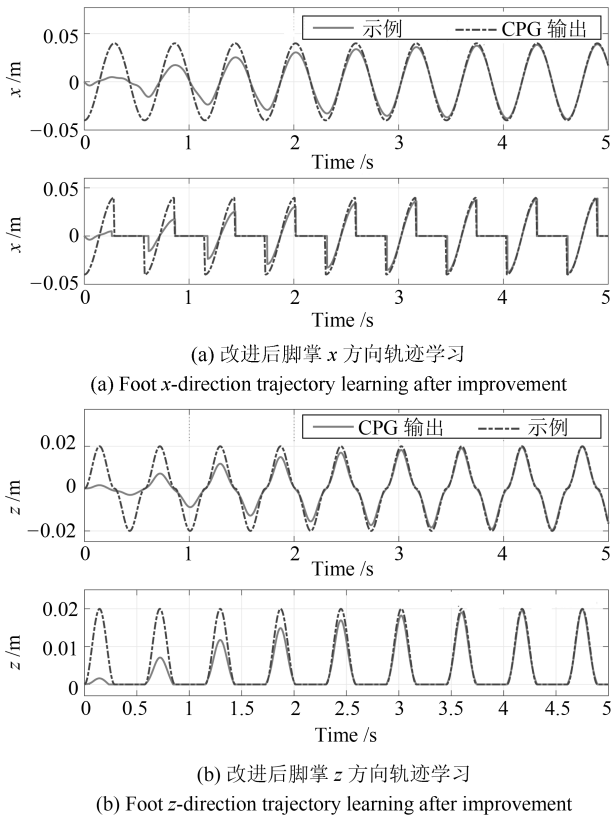 0.05
示例
CPG 输出
x /m
0
−0.05
0 1 2 3 4 5
Time /s
0.05
x /m
0
−0.05
0 1 2 3 4 5
Time /s
(a) 改进后脚掌 x 方向轨迹学习
(a) Foot x-direction trajectory learning after improvement
CPG 输出
示例
0.02
z /m
0
−0.02
0 1 2 3 4 5
Time /s
0.02
z /m
0.01
0
0 0.5 1 1.5 2 2.5 3 3.5 4 4.5 5
Time /s
(b) 改进后脚掌 z 方向轨迹学习
(b) Foot z-direction trajectory learning after improvement